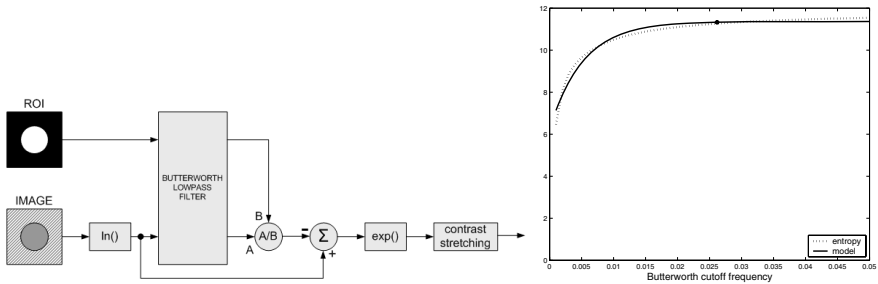 ROI
IMAGE
ln()
BUTTERWORTH
LOWPASS
FILTER
B
A/B
A
-
Σ
+
exp()
contrast
stretching
12
10
8
6
4
2
0
0
0.005
0.01
0.015
0.02
0.025
0.03
0.035
0.04
0.045
0.05
Butterworth cutoff frequency
entropy
model